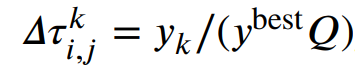 Δτ^k_{i,j} = y_k/(y^best Q)